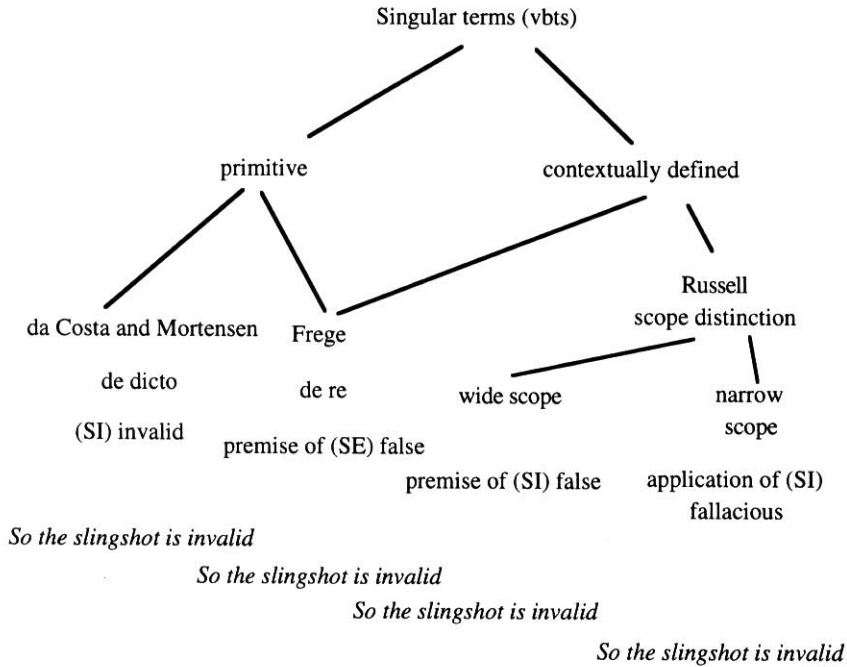 Singular terms (vbts)
primitive
contextually defined
Russell
scope distinction
da Costa and Mortensen
Frege
de dicto
de re
wide scope
narrow
scope
(SI) invalid
premise of (SE) false
premise of (SI) false
application of (SI)
fallacious
So the slingshot is invalid
So the slingshot is invalid
So the slingshot is invalid
So the slingshot is invalid